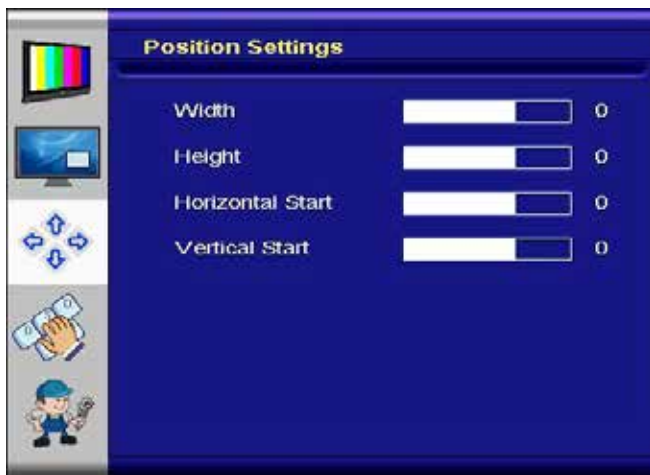 Position Settings
Width 0
Height 0
Horizontal Start 0
Vertical Start 0